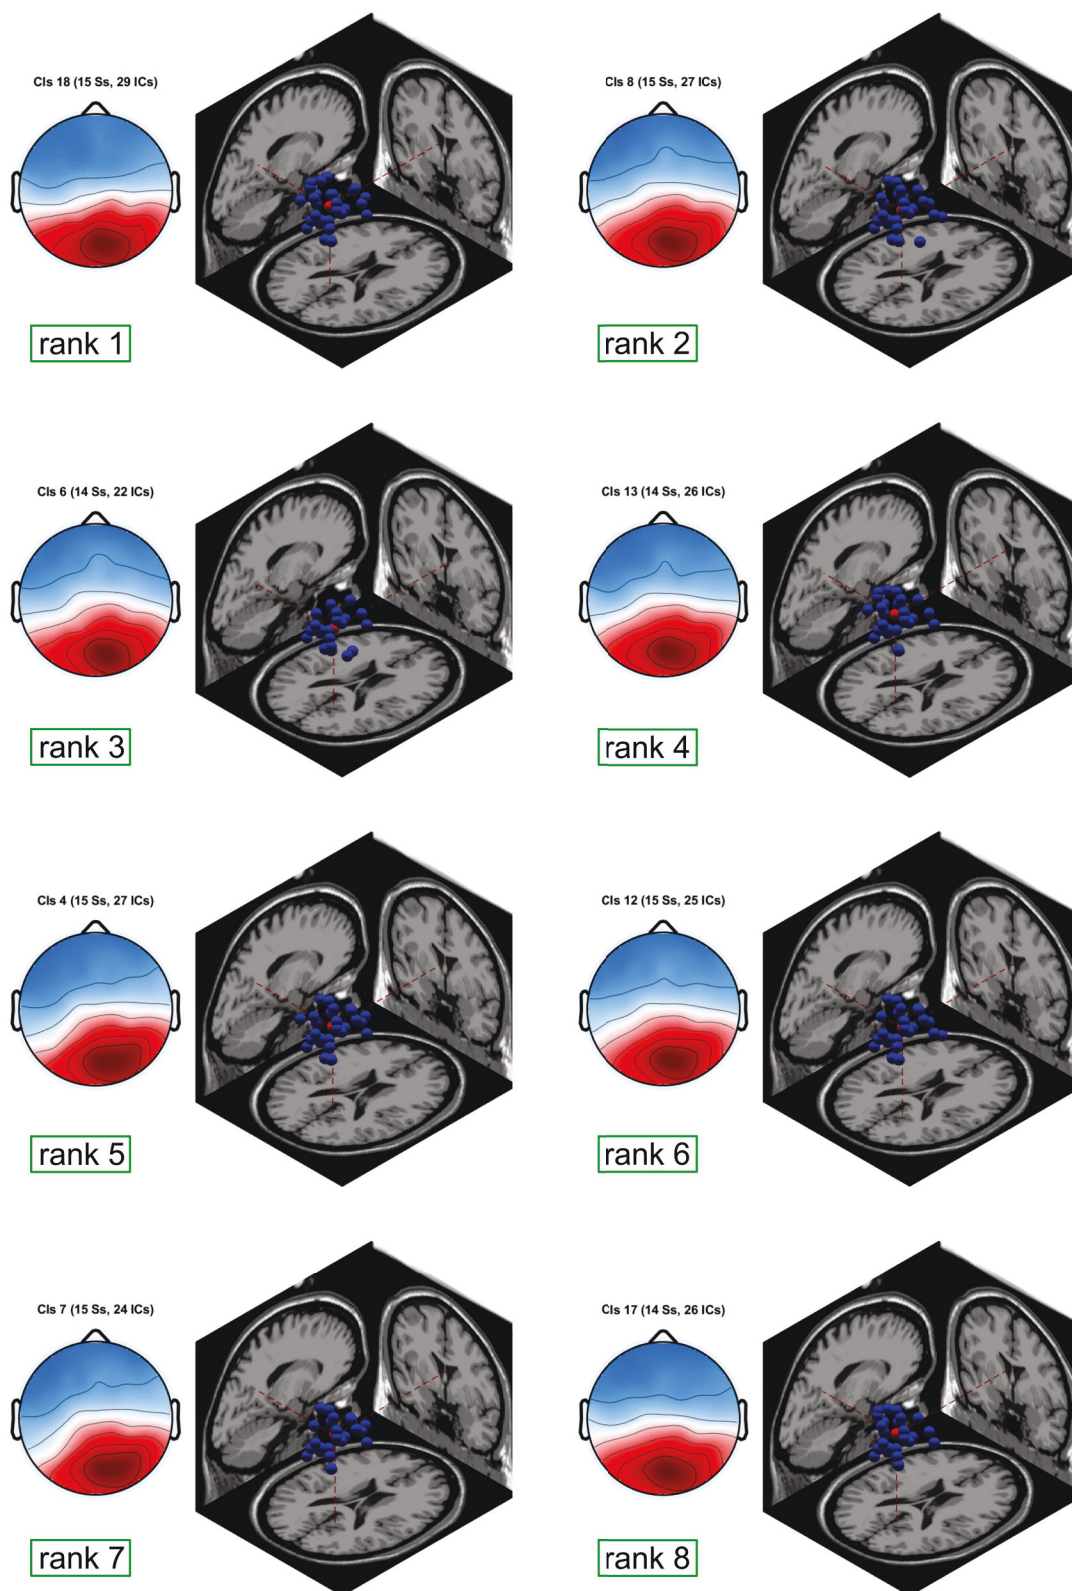 Cls 18 (15 Ss, 29 ICs)
rank 1
Cls 8 (15 Ss, 27 ICs)
rank 2
Cls 6 (14 Ss, 22 ICs)
rank 3
Cls 13 (14 Ss, 26 ICs)
rank 4
Cls 4 (15 Ss, 27 ICs)
rank 5
Cls 12 (15 Ss, 25 ICs)
rank 6
Cls 7 (15 Ss, 24 ICs)
rank 7
Cls 17 (14 Ss, 26 ICs)
rank 8